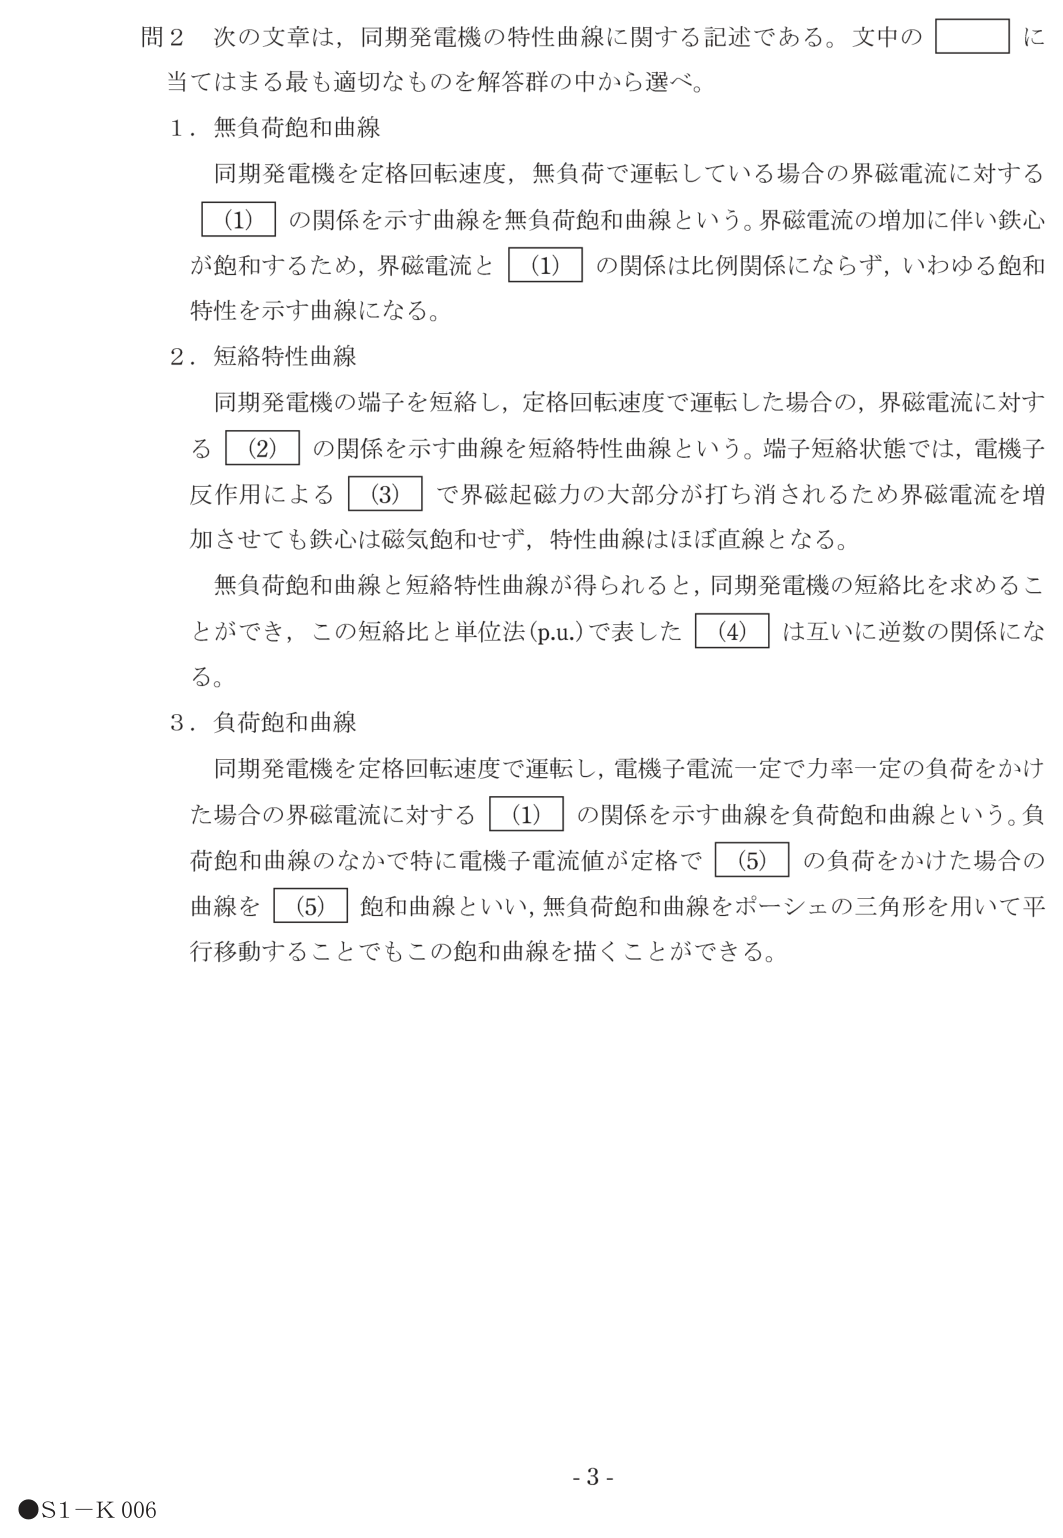 問２　次の文章は，同期発電機の特性曲線に関する記述である。文中の　　　に
当てはまる最も適切なものを解答群の中から選べ。
１．無負荷飽和曲線
同期発電機を定格回転速度，無負荷で運転している場合の界磁電流に対する
(1) の関係を示す曲線を無負荷飽和曲線という。界磁電流の増加に伴い鉄心
が飽和するため，界磁電流と (1) の関係は比例関係にならず，いわゆる飽和
特性を示す曲線になる。
２．短絡特性曲線
同期発電機の端子を短絡し，定格回転速度で運転した場合の，界磁電流に対す
る (2) の関係を示す曲線を短絡特性曲線という。端子短絡状態では，電機子
反作用による (3) で界磁起磁力の大部分が打ち消されるため界磁電流を増
加させても鉄心は磁気飽和せず，特性曲線はほぼ直線となる。
無負荷飽和曲線と短絡特性曲線が得られると，同期発電機の短絡比を求めるこ
とができ，この短絡比と単位法(p.u.)で表した (4) は互いに逆数の関係にな
る。
３．負荷飽和曲線
同期発電機を定格回転速度で運転し，電機子電流一定で力率一定の負荷をかけ
た場合の界磁電流に対する (1) の関係を示す曲線を負荷飽和曲線という。負
荷飽和曲線のなかで特に電機子電流値が定格で (5) の負荷をかけた場合の
曲線を (5) 飽和曲線といい，無負荷飽和曲線をポーシェの三角形を用いて平
行移動することでもこの飽和曲線を描くことができる。
- 3 -
●S1－K 006